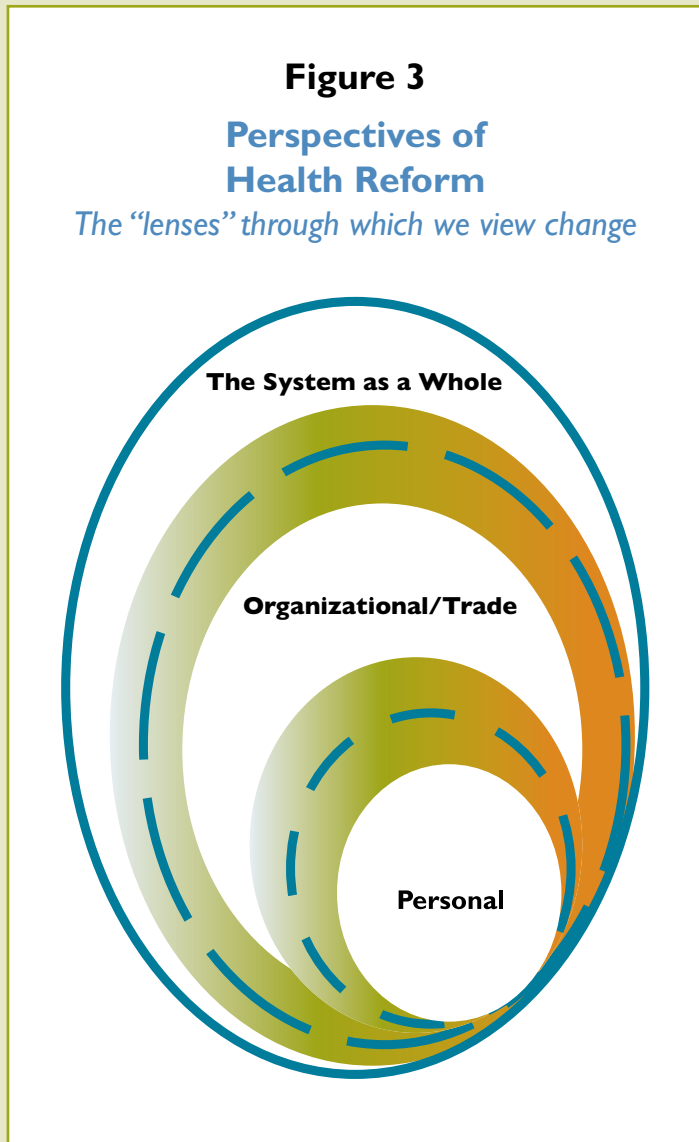 Figure 3
Perspectives of
Health Reform
The “lenses” through which we view change
The System as a Whole
Organizational/Trade
Personal